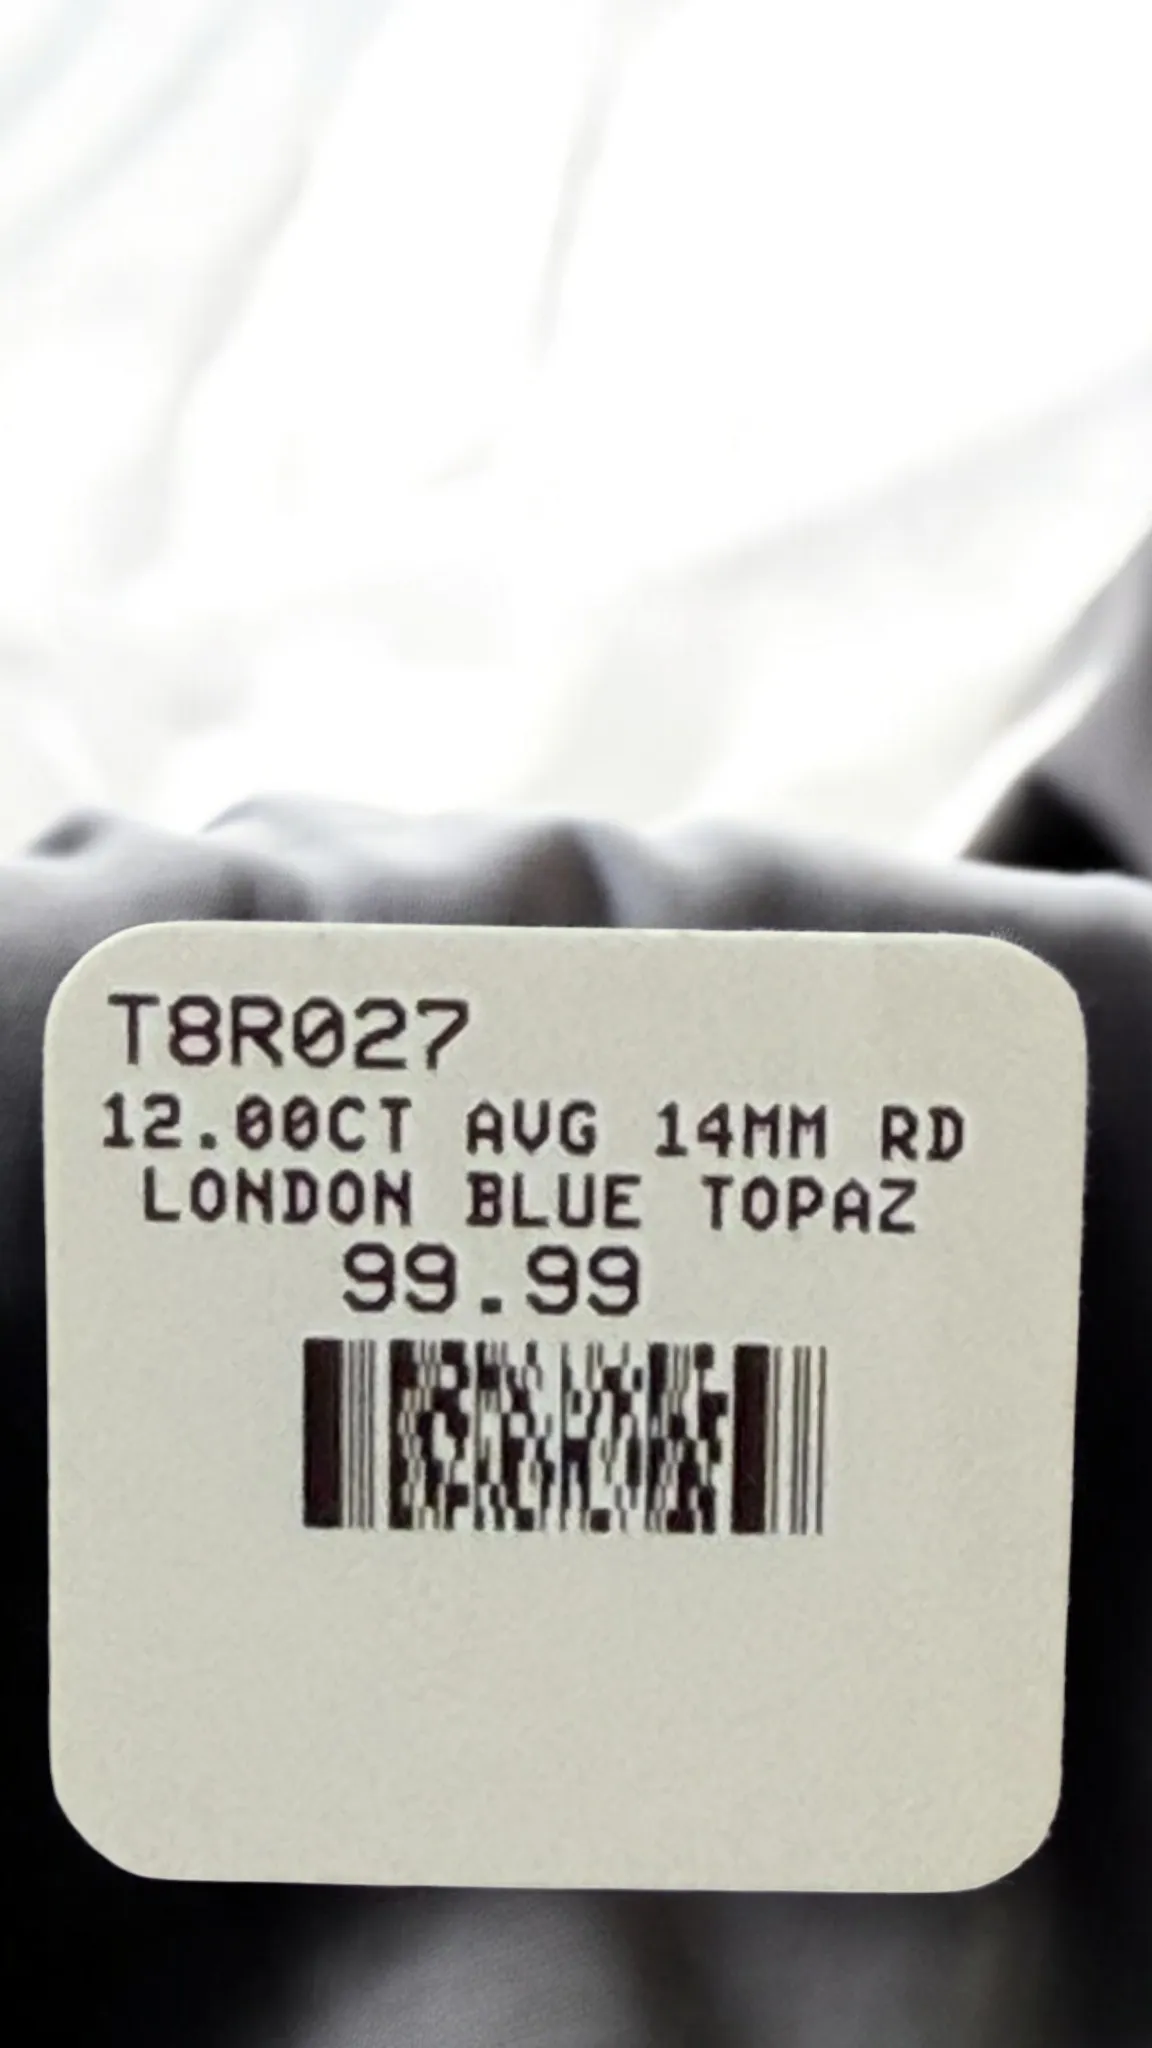 T8R027
12.00CT AVG 14MM RD
LONDON BLUE TOPAZ
99.99